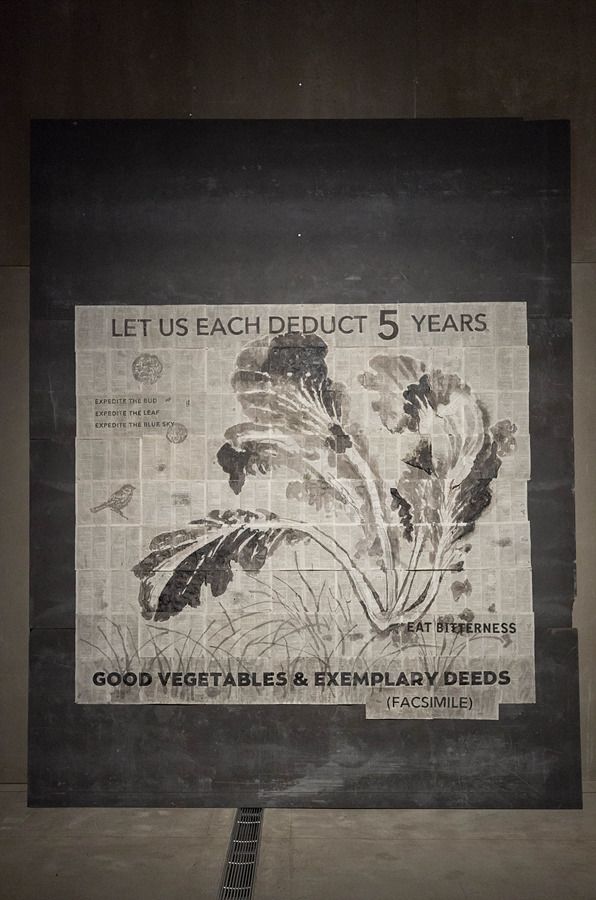 LET US EACH DEDUCT 5 YEARS
EXPEDITE THE BUD
EXPEDITE THE LEAF
EXPEDITE THE BLUE SKY
EAT BITTERNESS
GOOD VEGETABLES & EXEMPLARY DEEDS
(FACSIMILE)